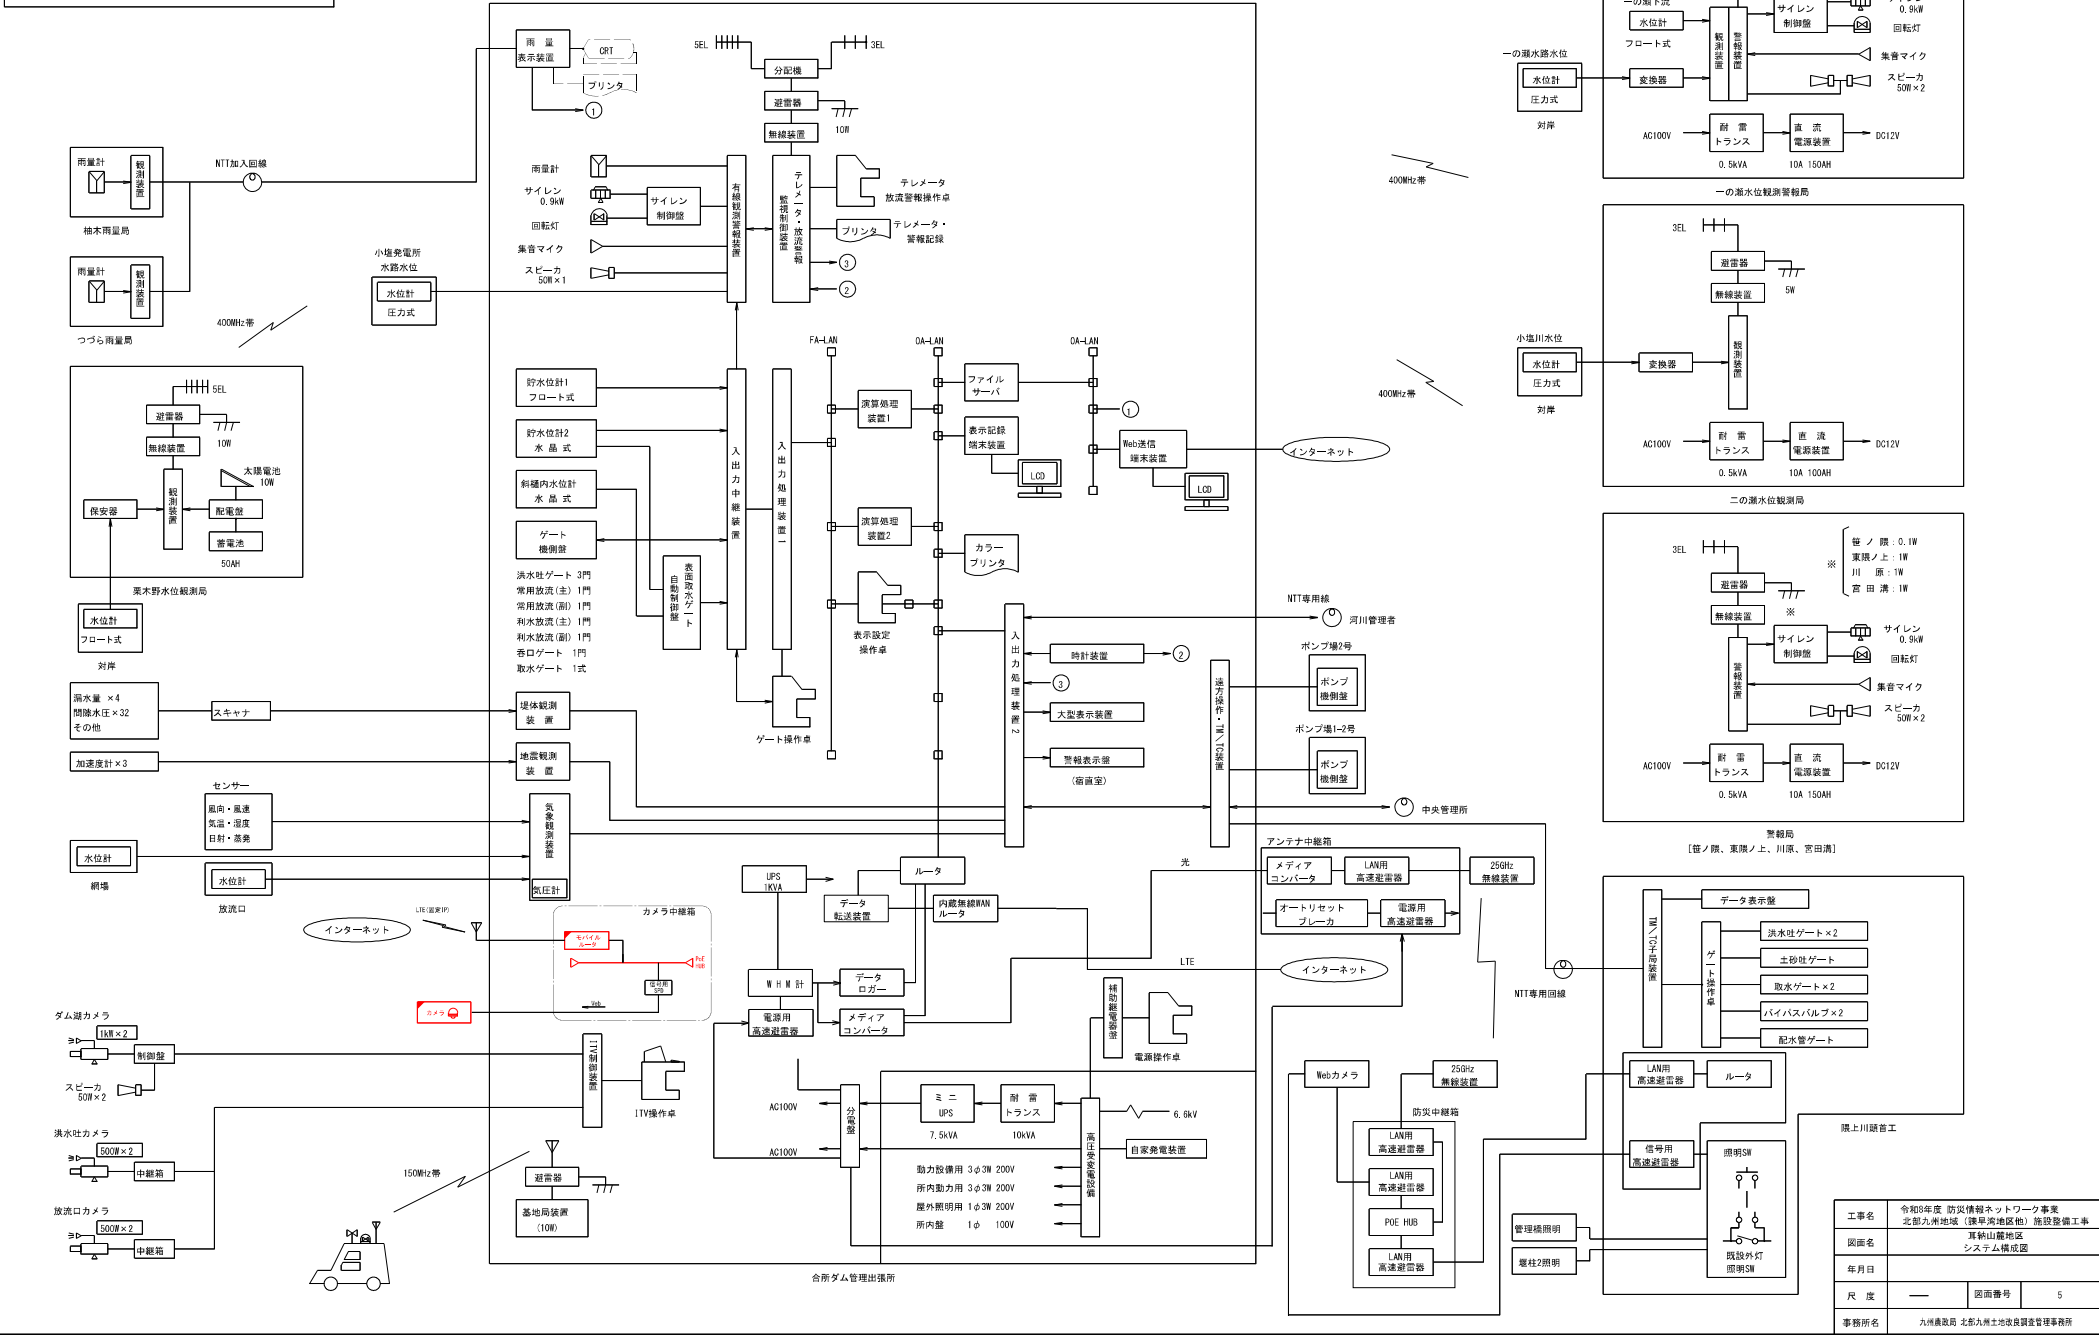 雨　量
表示装置
CRT
プリンタ
1
5EL
3EL
分配機
避雷器
10W
無線装置
雨量計
観測装置
柚木雨量局
NTT加入回線
雨量計
観測装置
つづら雨量局
400MHz帯
小塩発電所
水路水位
水位計
圧力式
雨量計
サイレン
0.9kW
サイレン
制御盤
回転灯
集音マイク
スピーカ
50W×1
有線観測警報装置
テレメータ・放流警報
監視制御装置
テレメータ
放流警報操作卓
プリンタ
テレメータ・
警報記録
3
2
5EL
避雷器
10W
無線装置
太陽電池
10W
保安器
観測装置
配電盤
蓄電池
50AH
栗木野水位観測局
水位計
フロート式
対岸
貯水位計1
フロート式
貯水位計2
水 晶 式
斜樋内水位計
水 晶 式
ゲート
機側盤
洪水吐ゲート 3門
常用放流(主) 1門
常用放流(副) 1門
利水放流(主) 1門
利水放流(副) 1門
呑口ゲート 1門
取水ゲート 1式
表面取水ゲート
自動制御盤
入出力中継装置
入出力処理装置1
FA-LAN
OA-LAN
OA-LAN
演算処理
装置1
演算処理
装置2
ファイル
サーバ
表示記録
端末装置
LCD
1
Web送信
端末装置
LCD
インターネット
カラー
プリンタ
表示設定
操作卓
ゲート操作卓
入出力処理装置2
NTT専用線
河川管理者
時計装置
2
3
大型表示装置
警報表示盤
(宿直室)
遠方操作・TM/TC装置
ポンプ場2号
ポンプ
機側盤
ポンプ場1-2号
ポンプ
機側盤
中央管理所
漏水量 ×4
間隙水圧×32
その他
スキャナ
堤体観測
装　置
加速度計×3
地震観測
装　置
センサー
風向・風速
気温・湿度
日射・蒸発
気象観測装置
気圧計
水位計
網場
水位計
放流口
インターネット
LTE(固定IP)
カメラ中継箱
モバイル
ルータ
PoE
HUB
信号用
SPD
Web
カメラ
UPS
1KVA
ルータ
データ
転送装置
内蔵無線WAN
ルータ
WHM計
データ
ロガー
電源用
高速避雷器
メディア
コンバータ
光
LTE
インターネット
アンテナ中継箱
メディア
コンバータ
LAN用
高速避雷器
25GHz
無線装置
オートリセット
ブレーカ
電源用
高速避雷器
補助継電器盤
電源操作卓
ダム湖カメラ
1kW×2
制御盤
スピーカ
50W×2
洪水吐カメラ
500W×2
中継箱
放流口カメラ
500W×2
中継箱
ITV制御装置
ITV操作卓
150MHz帯
避雷器
基地局装置
(10W)
AC100V
AC100V
分電盤
ミ ニ
UPS
7.5kVA
耐　雷
トランス
10kVA
高圧受変電設備
6.6kV
自家発電装置
動力設備用 3φ3W 200V
所内動力用 3φ3W 200V
屋外照明用 1φ3W 200V
所内盤 1φ 100V
合所ダム管理出張所
Webカメラ
25GHz
無線装置
防災中継箱
LAN用
高速避雷器
LAN用
高速避雷器
POE HUB
LAN用
高速避雷器
一の瀬下流
水位計
フロート式
観測装置
警報装置
サイレン
制御盤
0.9kW
回転灯
集音マイク
スピーカ
50W×2
一の瀬水路水位
水位計
圧力式
対岸
変換器
AC100V
耐　雷
トランス
0.5kVA
直　流
電源装置
10A 150AH
DC12V
一の瀬水位観測警報局
400MHz帯
3EL
避雷器
5W
無線装置
観測装置
小塩川水位
水位計
圧力式
対岸
変換器
AC100V
耐　雷
トランス
0.5kVA
直　流
電源装置
10A 100AH
DC12V
二の瀬水位観測局
400MHz帯
3EL
避雷器
※
無線装置
※
笹ノ隈：0.1W
東隈ノ上：1W
川　原：1W
宮田溝：1W
警報装置
サイレン
制御盤
サイレン
0.9kW
回転灯
集音マイク
スピーカ
50W×2
AC100V
耐　雷
トランス
0.5kVA
直　流
電源装置
10A 150AH
DC12V
警報局
[笹ノ隈、東隈ノ上、川原、宮田溝]
NTT専用回線
TM/TC子局装置
データ表示盤
ゲート操作卓
洪水吐ゲート×2
土砂吐ゲート
取水ゲート×2
バイパスバルブ×2
配水管ゲート
LAN用
高速避雷器
ルータ
信号用
高速避雷器
照明SW
既設外灯
照明SW
隈上川頭首工
管理橋照明
堰柱2照明
工事名
令和8年度 防災情報ネットワーク事業
北部九州地域（諫早湾地区他）施設整備工事
図面名
耳納山麓地区
システム構成図
年月日
尺　度
図面番号
5
事務所名
九州農政局 北部九州土地改良調査管理事務所